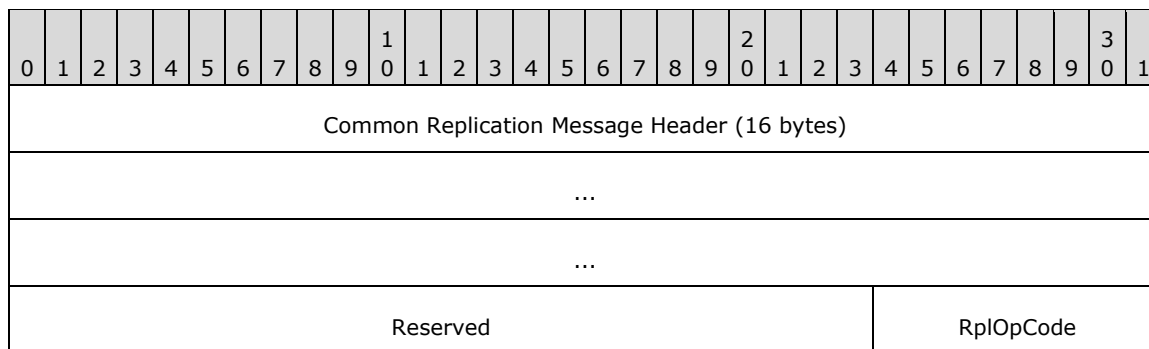 1 2 3
0 1 2 3 4 5 6 7 8 9 0 1 2 3 4 5 6 7 8 9 0 1 2 3 4 5 6 7 8 9 0 1
Common Replication Message Header (16 bytes)
...
...
Reserved RplOpCode